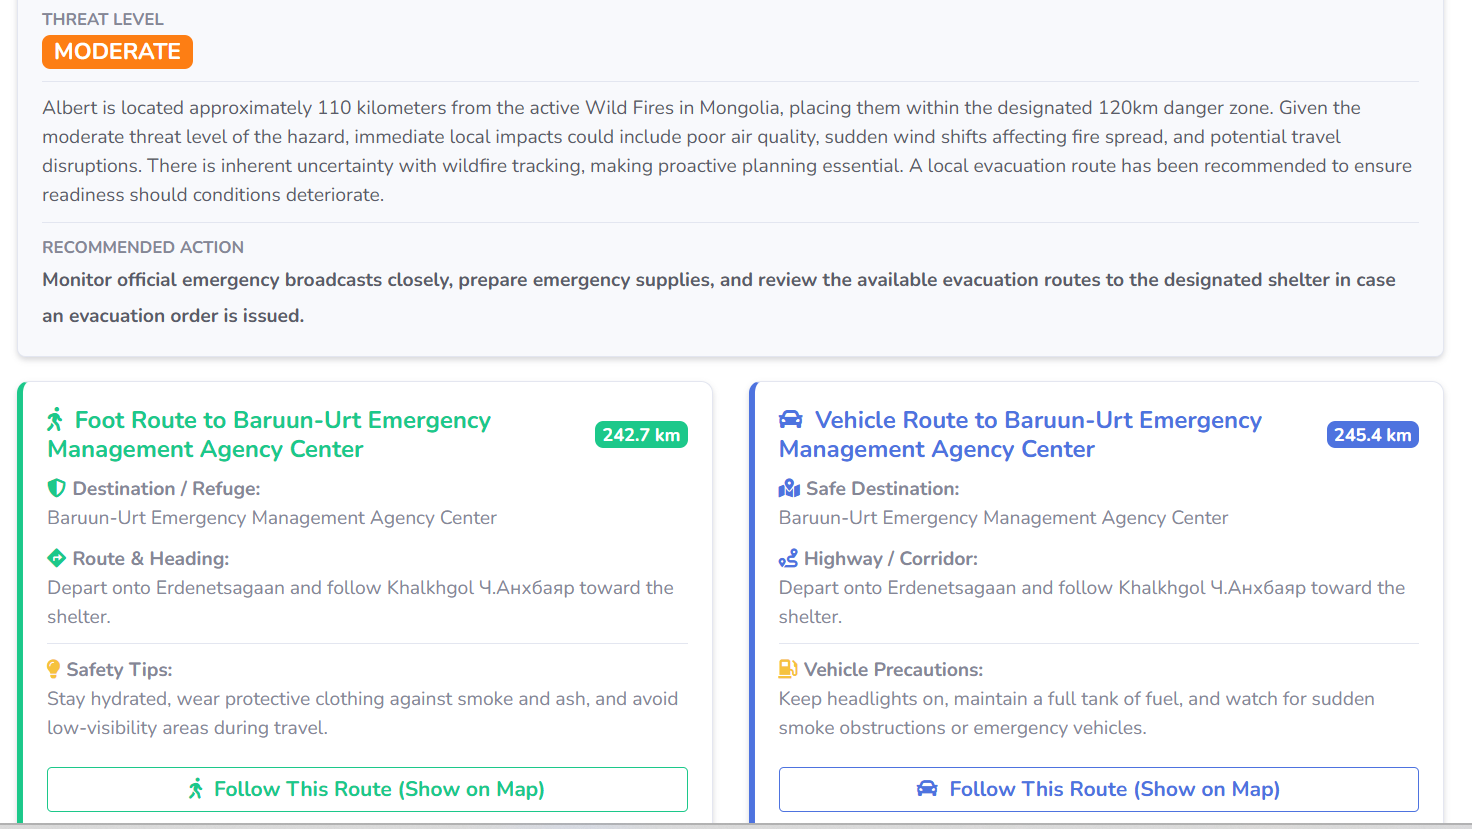 THREAT LEVEL
MODERATE
Albert is located approximately 110 kilometers from the active Wild Fires in Mongolia, placing them within the designated 120km danger zone. Given the
moderate threat level of the hazard, immediate local impacts could include poor air quality, sudden wind shifts affecting fire spread, and potential travel
disruptions. There is inherent uncertainty with wildfire tracking, making proactive planning essential. A local evacuation route has been recommended to ensure
readiness should conditions deteriorate.
RECOMMENDED ACTION
Monitor official emergency broadcasts closely, prepare emergency supplies, and review the available evacuation routes to the designated shelter in case
an evacuation order is issued.
Foot Route to Baruun-Urt Emergency
Management Agency Center
242.7 km
Destination / Refuge:
Baruun-Urt Emergency Management Agency Center
Route & Heading:
Depart onto Erdenetsagaan and follow Khalkhgol Ч.Анхбаяр toward the
shelter.
Safety Tips:
Stay hydrated, wear protective clothing against smoke and ash, and avoid
low-visibility areas during travel.
Follow This Route (Show on Map)
Vehicle Route to Baruun-Urt Emergency
Management Agency Center
245.4 km
Safe Destination:
Baruun-Urt Emergency Management Agency Center
Highway / Corridor:
Depart onto Erdenetsagaan and follow Khalkhgol Ч.Анхбаяр toward the
shelter.
Vehicle Precautions:
Keep headlights on, maintain a full tank of fuel, and watch for sudden
smoke obstructions or emergency vehicles.
Follow This Route (Show on Map)